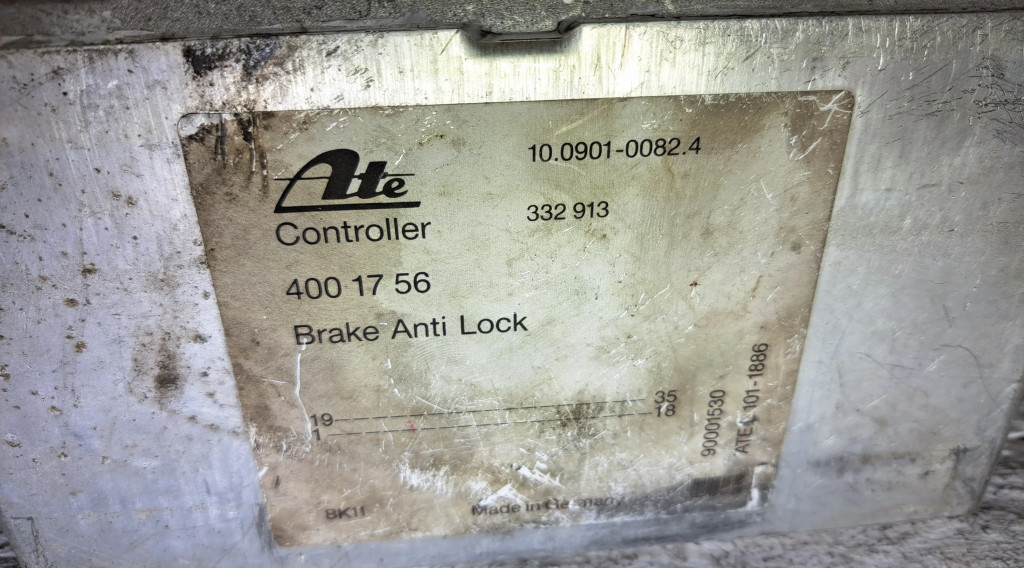 Ate
10.0901-0082.4
Controller
332 913
400 17 56
Brake Anti Lock
19 35
1 18
90001530
ATE L 101-1886
8K11
Made in Germany